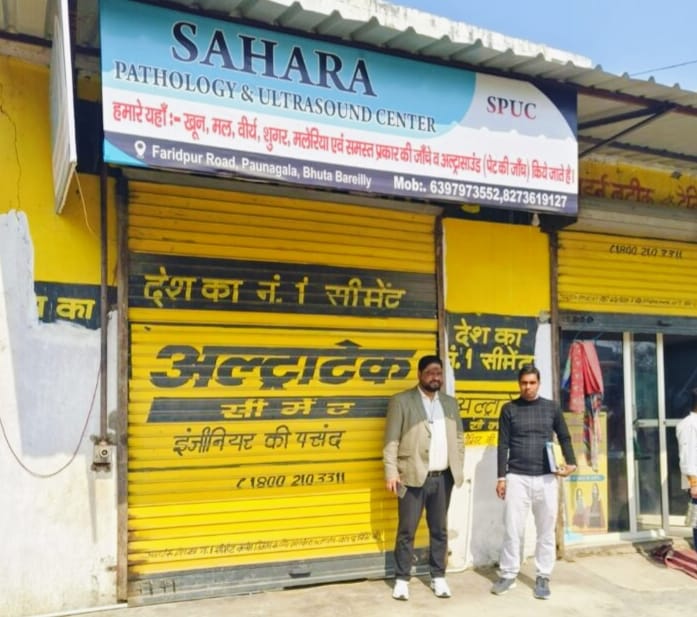 SAHARA
PATHOLOGY & ULTRASOUND CENTER
SPUC
हमारे यहाँ :- खून, मल, वीर्य, शुगर, मलेरिया एवं समस्त प्रकार की जाँचे व अल्ट्रासाउंड (पेट की जाँच) किये जाते हैं।
Faridpur Road, Paunagala, Bhuta Bareilly
Mob:. 6397973552,8273619127
देश का नं. 1 सीमेंट
अल्ट्राटेक
सीमेंट
इंजीनियर की पसंद
1800 210 3311
का
देश का
नं.1 सीमेंट
1800 210 3311